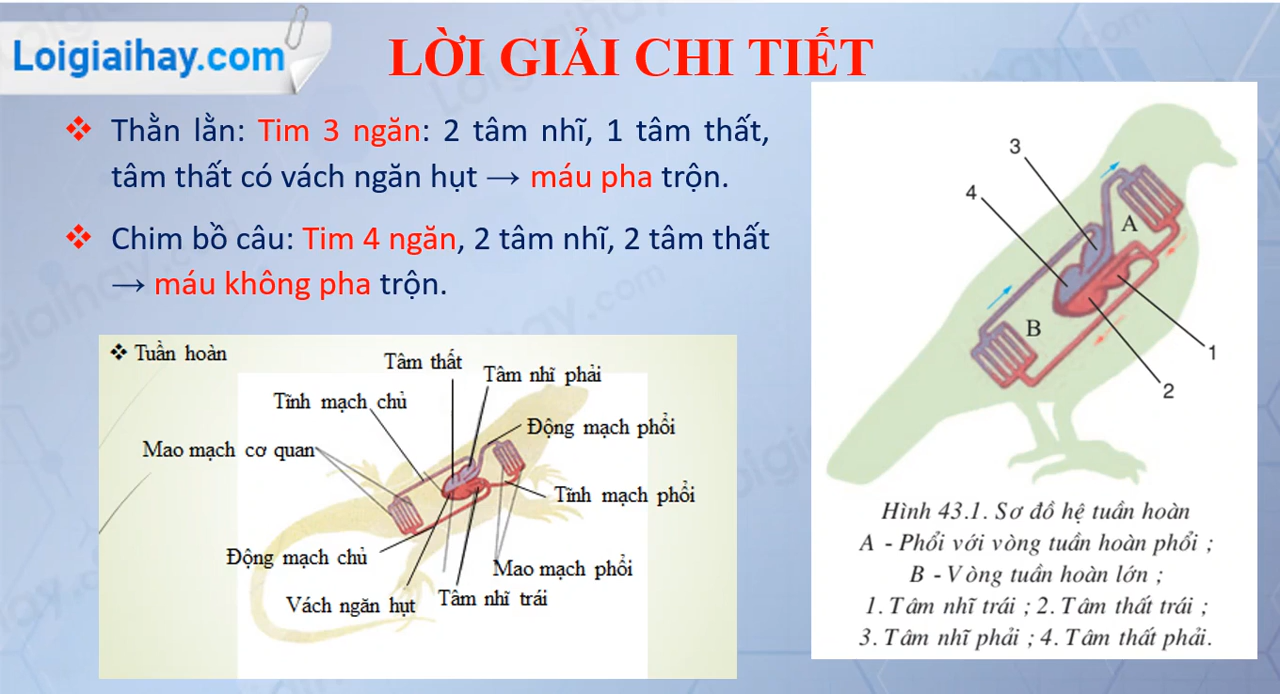 Loigiaihay.com
LỜI GIẢI CHI TIẾT
❖ Thằn lằn: Tim 3 ngăn: 2 tâm nhĩ, 1 tâm thất,
tâm thất có vách ngăn hụt → máu pha trộn.
❖ Chim bồ câu: Tim 4 ngăn, 2 tâm nhĩ, 2 tâm thất
→ máu không pha trộn.
❖ Tuần hoàn
Tâm thất
Tâm nhĩ phải
Tĩnh mạch chủ
Động mạch phổi
Mao mạch cơ quan
Tĩnh mạch phổi
Động mạch chủ
Mao mạch phổi
Vách ngăn hụt
Tâm nhĩ trái
3
4
A
B
1
2
Hình 43.1. Sơ đồ hệ tuần hoàn
A - Phổi với vòng tuần hoàn phổi ;
B - Vòng tuần hoàn lớn ;
1. Tâm nhĩ trái ; 2. Tâm thất trái ;
3. Tâm nhĩ phải ; 4. Tâm thất phải.